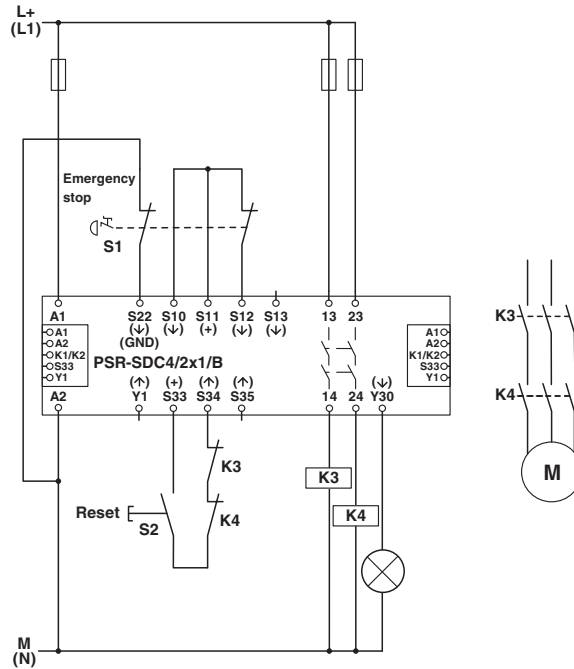 L+
(L1)
Emergency
stop
S1
A1 S22 S10 S11 S12 S13 13 23
(↓) (↓) (+) (↓) (↓)
(GND)
A1
A2
K1/K2
S33
Y1
PSR-SDC4/2x1/B
A1
A2
K1/K2
S33
Y1
(↑) (+) (↑) (↑) (↓)
A2 Y1 S33 S34 S35 14 24 Y30
K3
K4
Reset
S2
K3
K4
K3
K4
M
M
(N)